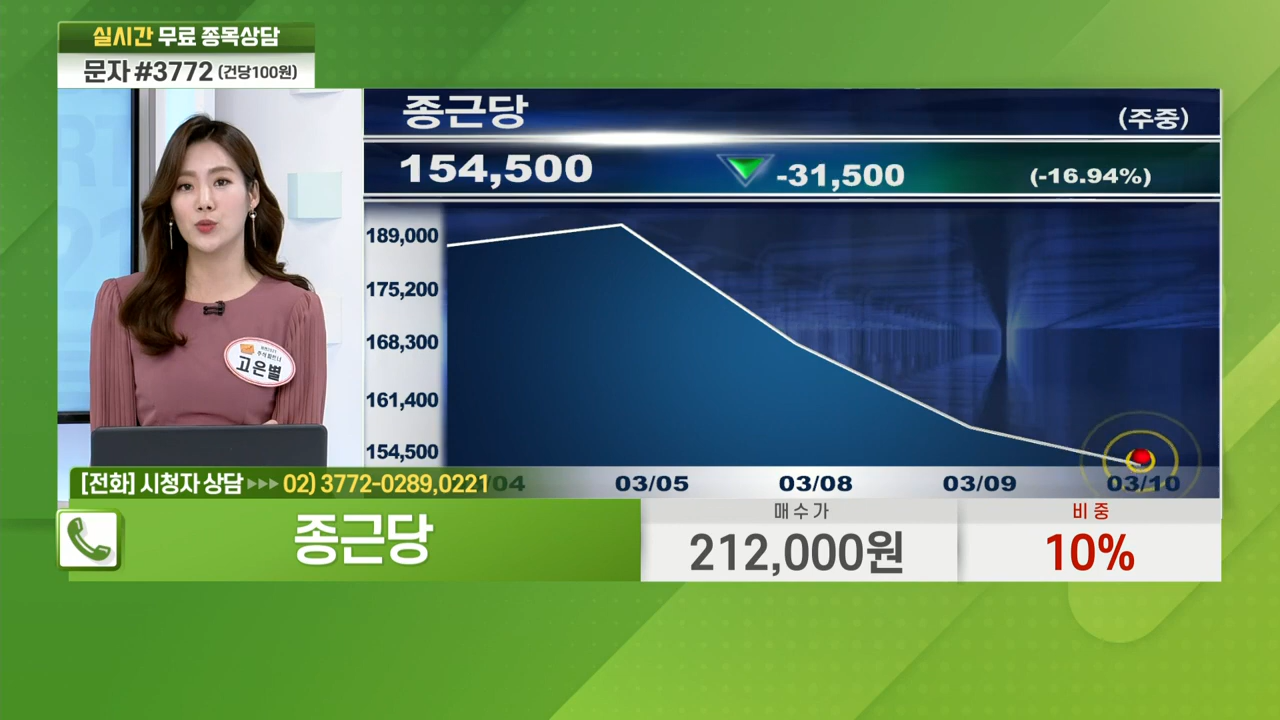 실시간 무료 종목상담
문자 #3772 (건당100원)
종근당
(주중)
154,500 -31,500 (-16.94%)
189,000
175,200
168,300
161,400
154,500
고은별
[전화] 시청자 상담 02) 3772-0289,0221
04 03/05 03/08 03/09 03/10
종근당
매수가
212,000원
비중
10%